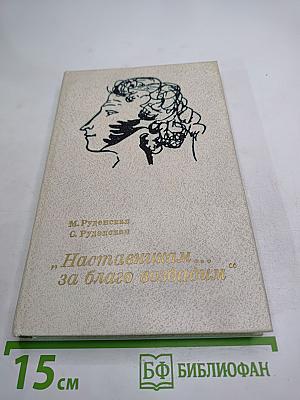 М. Руденская
С. Руденская
„Наставникам...
за благо воздадим“
15 см
БФ БИБЛИОФАН